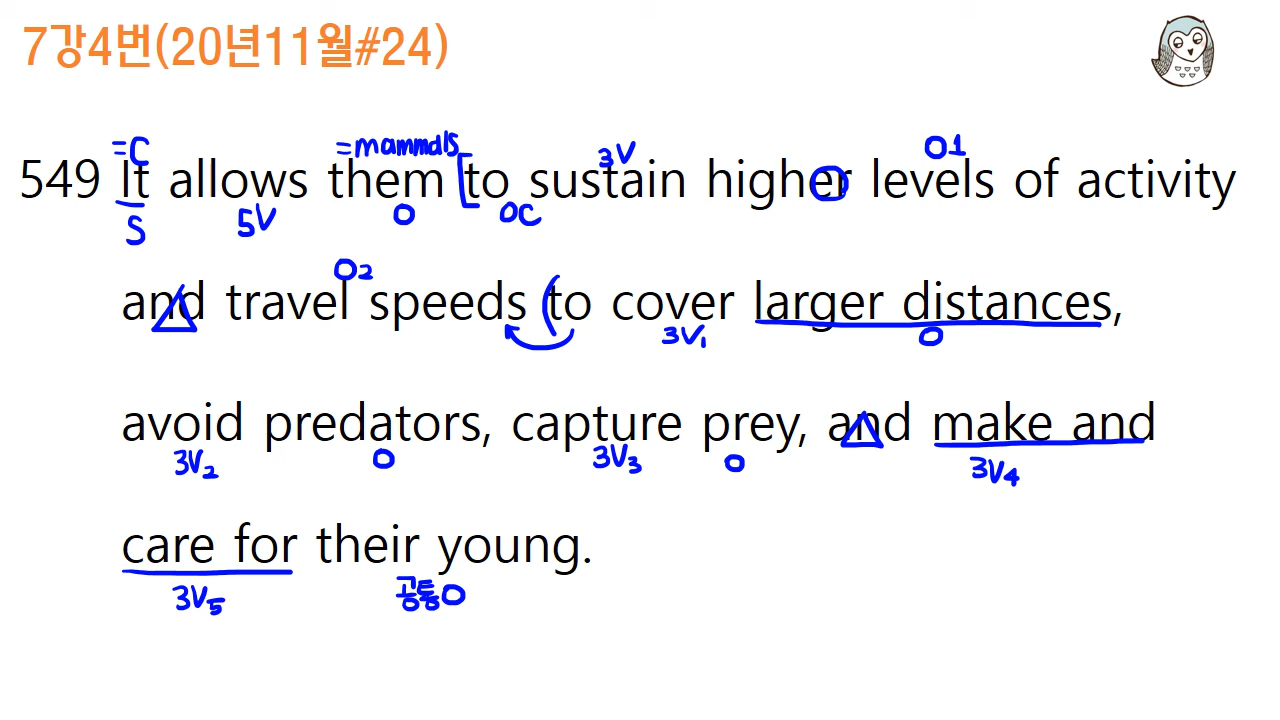 7강4번(20년11월#24)
=C =mammals 3V O1
549 It allows them [to sustain higher levels of activity
S 5V O OC
O2
and travel speeds (to cover larger distances,
3V1 O
avoid predators, capture prey, and make and
3V2 O 3V3 O 3V4
care for their young.
3V5 공통O